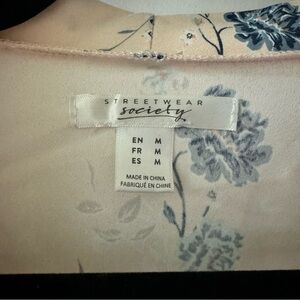 STREETWEAR
society
EN M
FR M
ES M
MADE IN CHINA
FABRIQUÉ EN CHINE